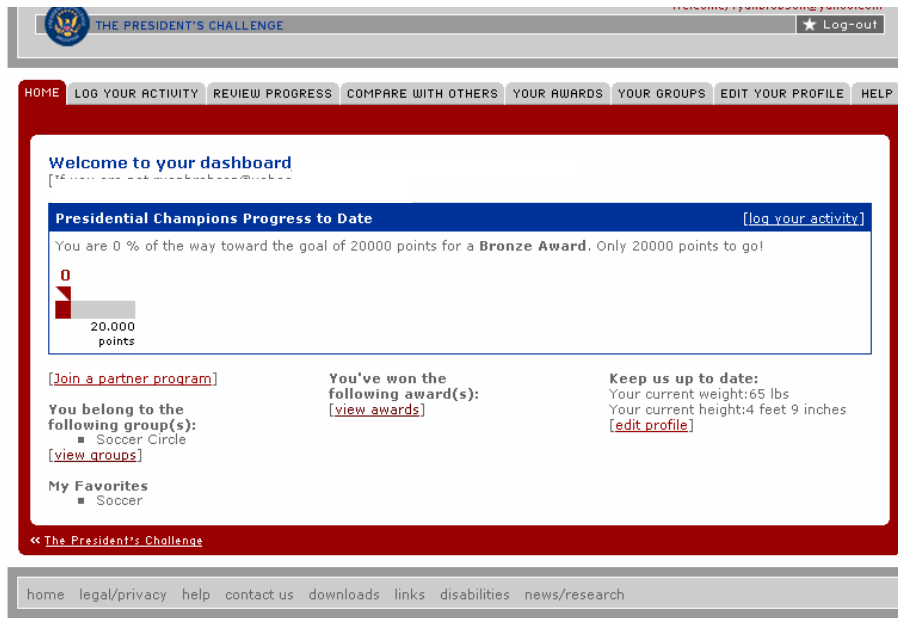 THE PRESIDENT'S CHALLENGE
Log-out
HOME LOG YOUR ACTIVITY REVIEW PROGRESS COMPARE WITH OTHERS YOUR AWARDS YOUR GROUPS EDIT YOUR PROFILE HELP
Welcome to your dashboard
Presidential Champions Progress to Date [log your activity]
You are 0 % of the way toward the goal of 20000 points for a Bronze Award. Only 20000 points to go!
0
20.000
points
[Join a partner program]
You belong to the
following group(s):
Soccer Circle
[view groups]
My Favorites
Soccer
You've won the
following award(s):
[view awards]
Keep us up to date:
Your current weight:65 lbs
Your current height:4 feet 9 inches
[edit profile]
« The President's Challenge
home legal/privacy help contact us downloads links disabilities news/research